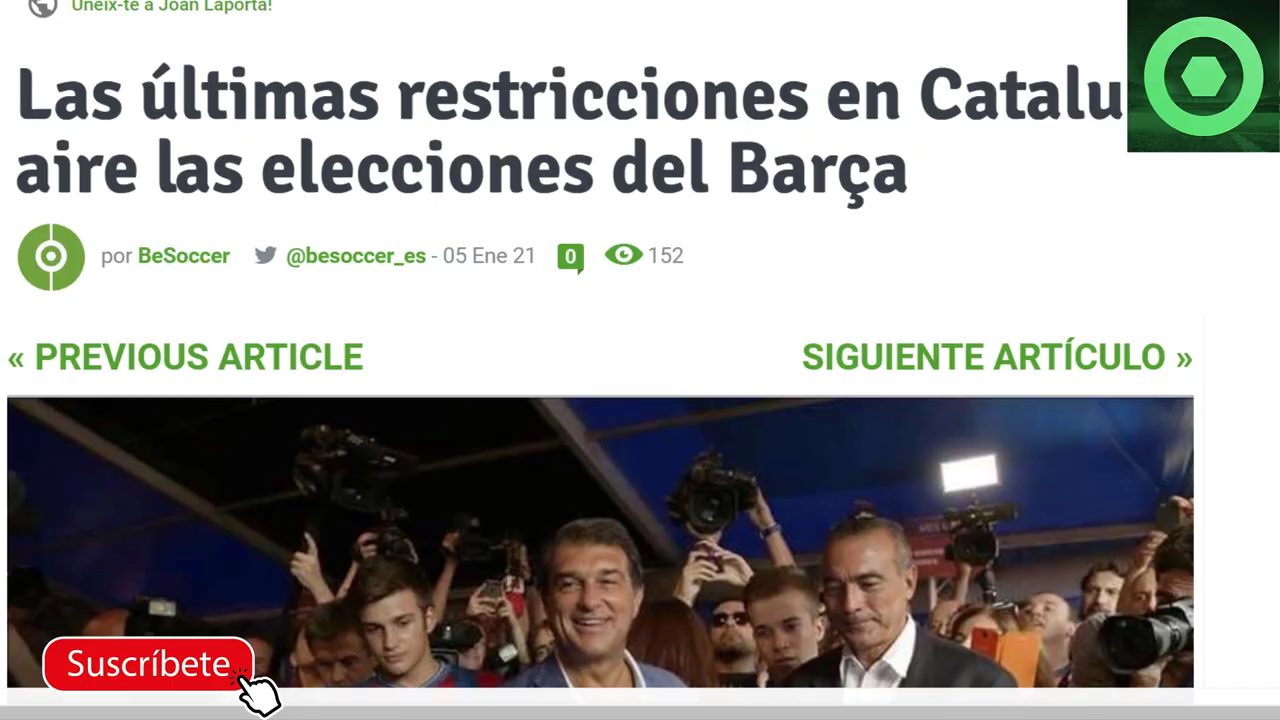 Uneix-te a Joan Laporta!
Las últimas restricciones en Catalu
aire las elecciones del Barça
por BeSoccer @besoccer_es - 05 Ene 21 0 152
« PREVIOUS ARTICLE SIGUIENTE ARTÍCULO »
Suscríbete